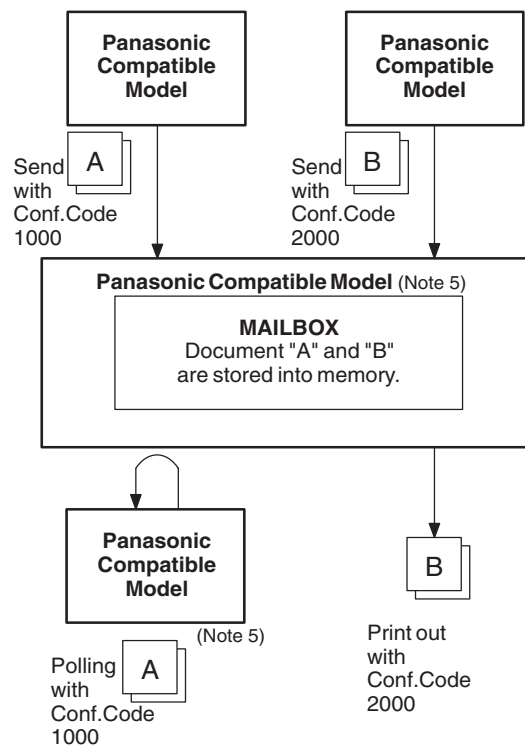 Panasonic
Compatible
Model
Panasonic
Compatible
Model
A
Send
with
Conf.Code
1000
B
Send
with
Conf.Code
2000
Panasonic Compatible Model (Note 5)
MAILBOX
Document "A" and "B"
are stored into memory.
Panasonic
Compatible
Model
(Note 5)
A
Polling
with
Conf.Code
1000
B
Print out
with
Conf.Code
2000